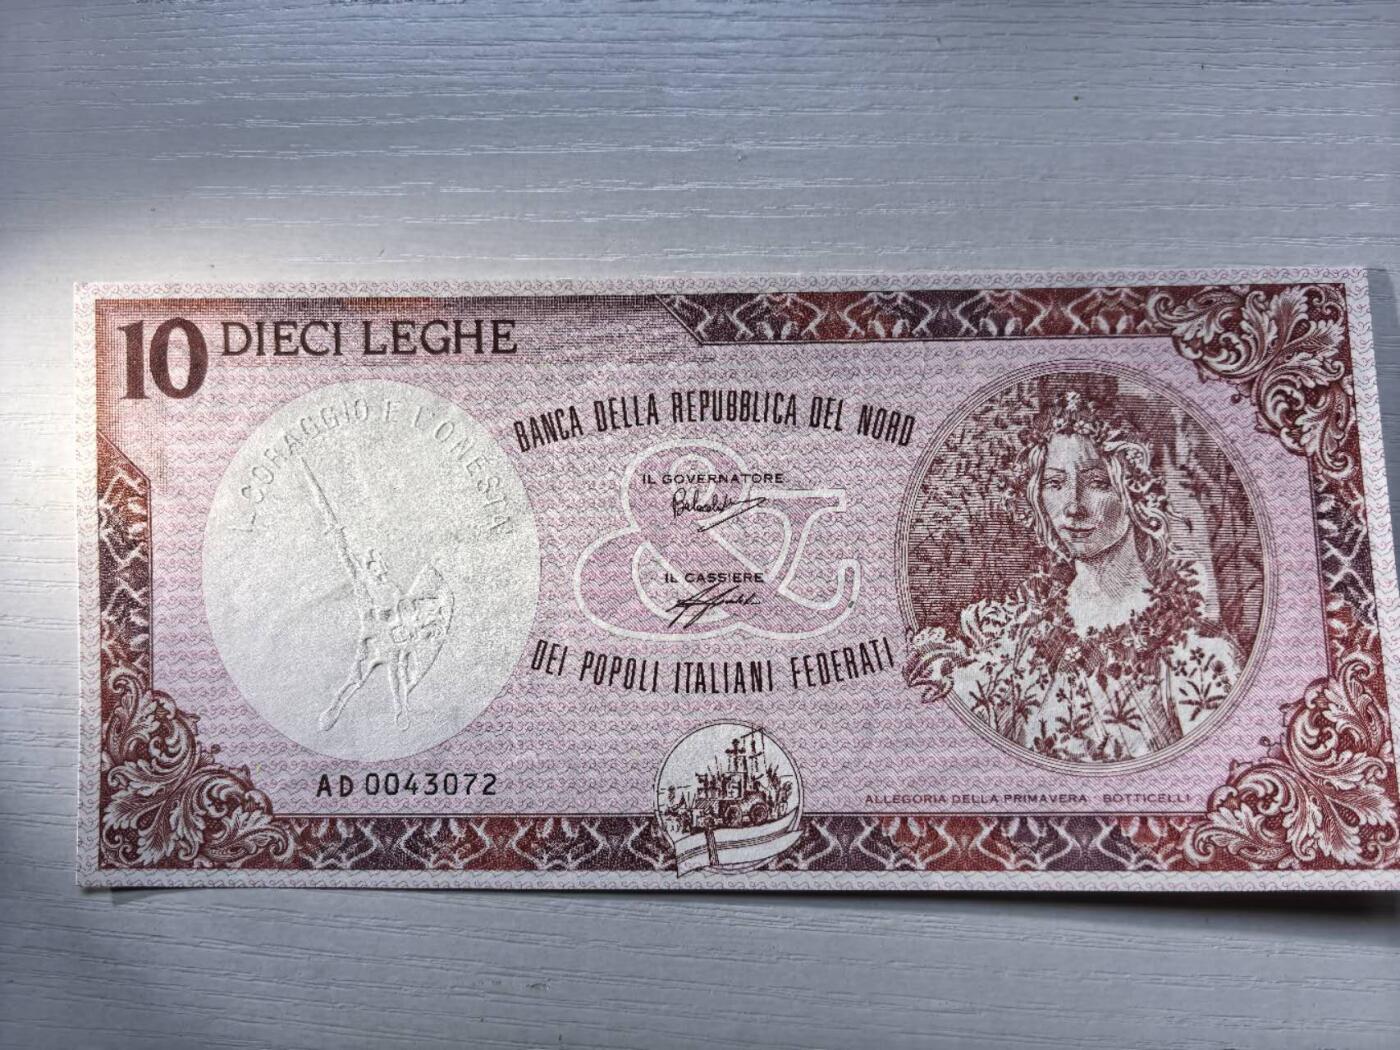 10 DIECI LEGHE
IL CORAGGIO E L'ONESTÀ
BANCA DELLA REPUBBLICA DEL NORD
&
IL GOVERNATORE
IL CASSIERE
DEI POPOLI ITALIANI FEDERATI
AD 0043072
ALLEGORIA DELLA PRIMAVERA BOTTICELLI